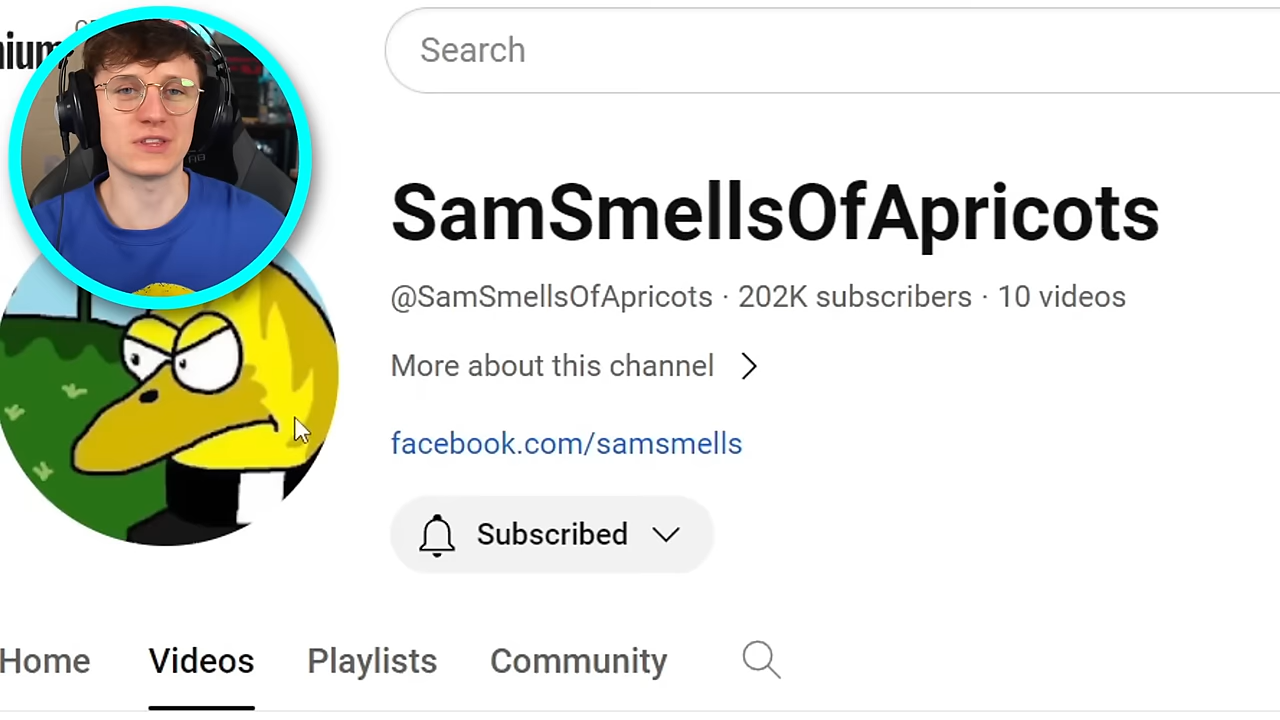 Search
SamSmellsOfApricots
@SamSmellsOfApricots · 202K subscribers · 10 videos
More about this channel
facebook.com/samsmells
Subscribed
Home Videos Playlists Community